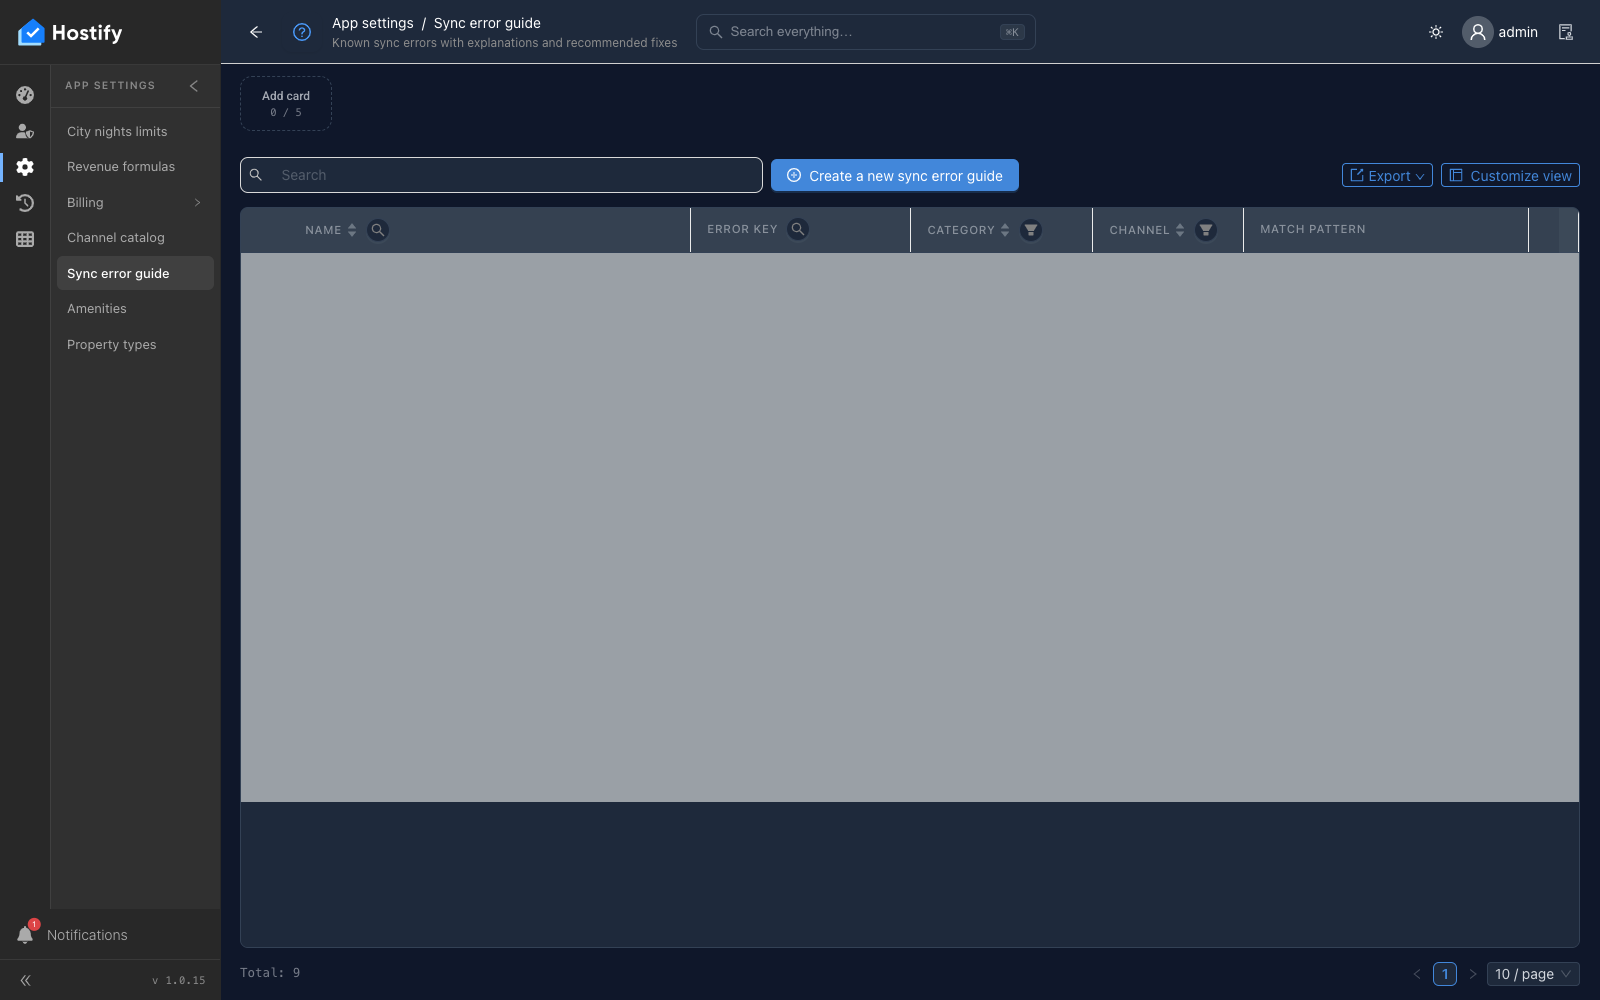 Hostify
App settings / Sync error guide
Known sync errors with explanations and recommended fixes
Search everything...
⌘K
admin
APP SETTINGS
City nights limits
Revenue formulas
Billing
Channel catalog
Sync error guide
Amenities
Property types
Add card
0 / 5
Search
Create a new sync error guide
Export
Customize view
NAME
ERROR KEY
CATEGORY
CHANNEL
MATCH PATTERN
1
Notifications
v 1.0.15
Total: 9
1
10 / page